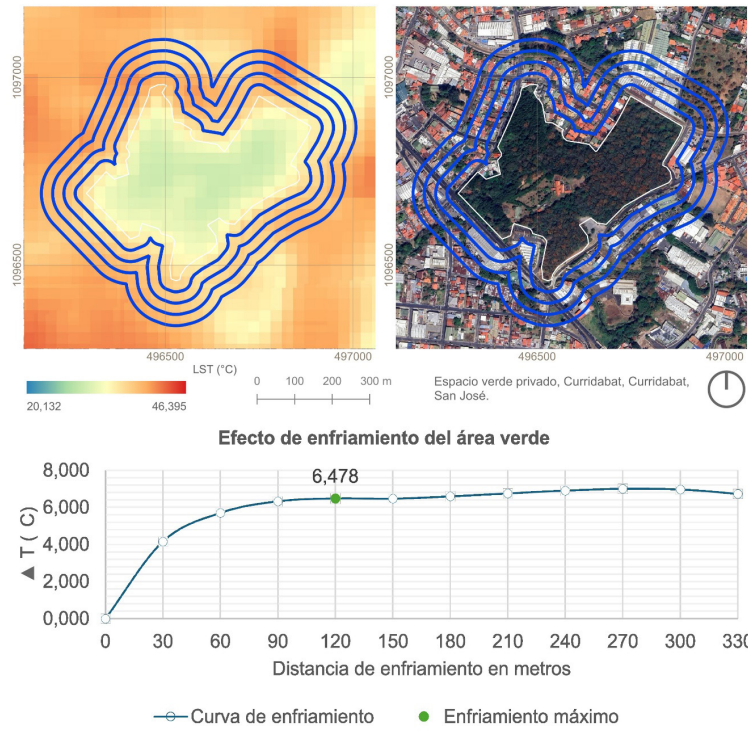 1097000
1096500
496500
497000
1097000
1096500
496500
497000
LST (°C)
20,132
46,395
0 100 200 300 m
Espacio verde privado, Curridabat, Curridabat,
San José.
Efecto de enfriamiento del área verde
8,000
6,000
4,000
2,000
0,000
▲ T ( C)
6,478
0 30 60 90 120 150 180 210 240 270 300 330
Distancia de enfriamiento en metros
Curva de enfriamiento
Enfriamiento máximo